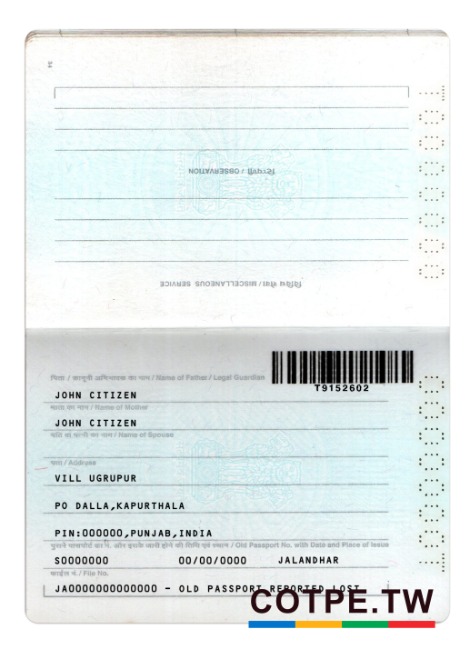 34
टिप्पणी / OBSERVATION
विविध सेवा / MISCELLANEOUS SERVICE
पिता / कानूनी अभिभावक का नाम / Name of Father / Legal Guardian
T9152602
JOHN CITIZEN
माता का नाम / Name of Mother
JOHN CITIZEN
पति या पत्नी का नाम / Name of Spouse
पता / Address
VILL UGRUPUR
PO DALLA,KAPURTHALA
PIN:000000,PUNJAB,INDIA
पुराने पासपोर्ट का नं. और इसके जारी होने की तिथि एवं स्थान / Old Passport No. with Date and Place of Issue
S0000000 00/00/0000 JALANDHAR
फाईल नं. / File No.
JA0000000000000 - OLD PASSPORT REPORTED LOST
COTPE.TW